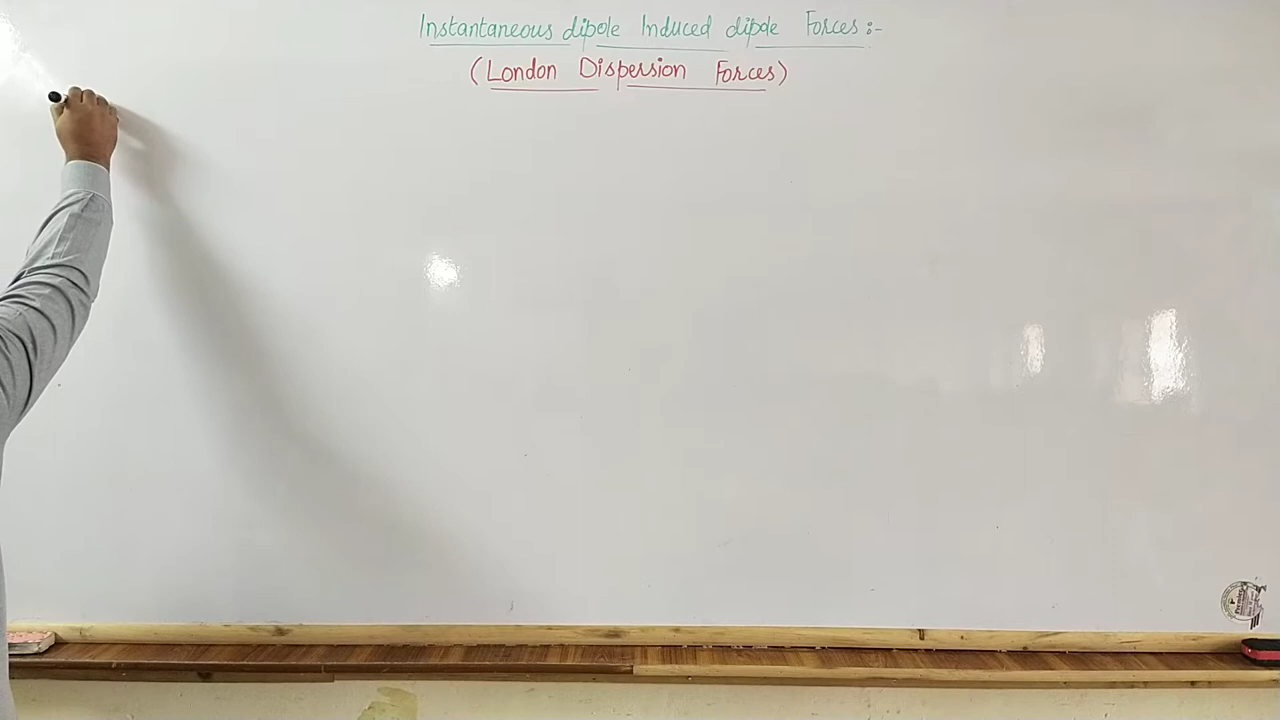 Instantaneous dipole Induced dipole Forces :-
(London Dispersion Forces)